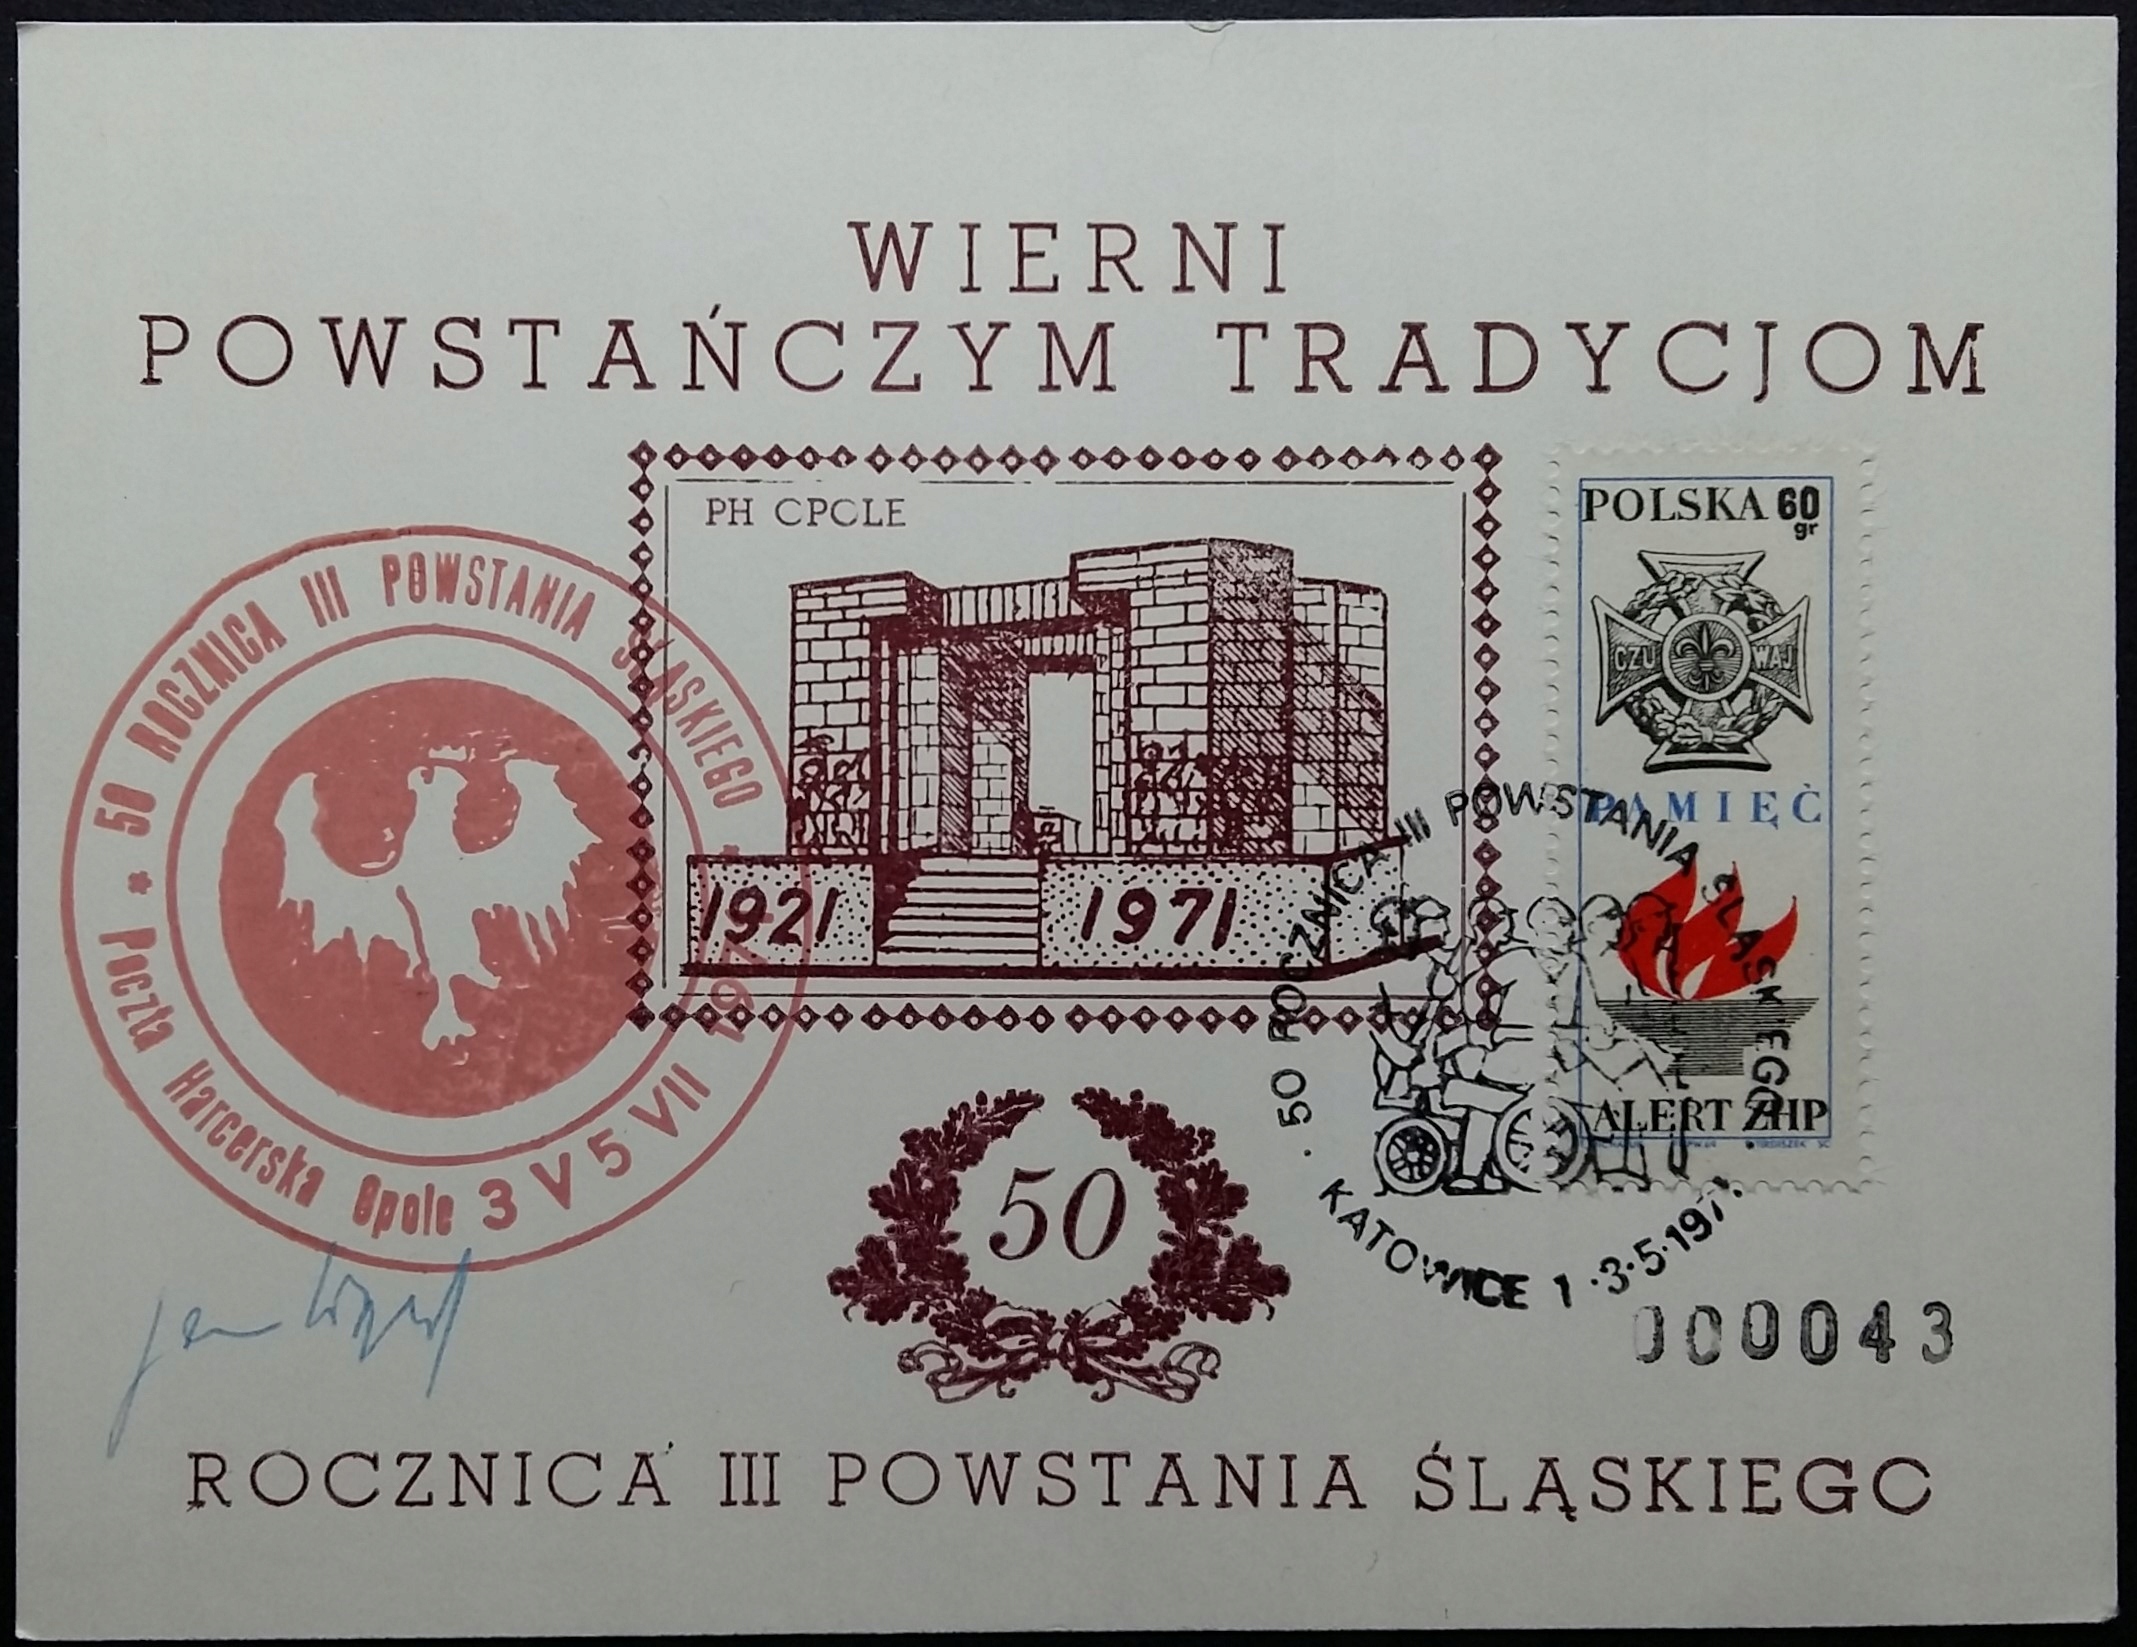 WIERNI
POWSTAŃCZYM TRADYCJOM
PH OPOLE
1921 1971
* 50 ROCZNICA III POWSTANIA ŚLĄSKIEGO *
Poczta Harcerska Opole 3 V 5 VII 1971
POLSKA 60
gr
CZU WAJ
PAMIĘĆ
ALERT ZHP
· 50 ROCZNICA III POWSTANIA ŚLĄSKIEGO
KATOWICE 1 · 3·5·1971·
50
000043
ROCZNICA III POWSTANIA ŚLĄSKIEGO